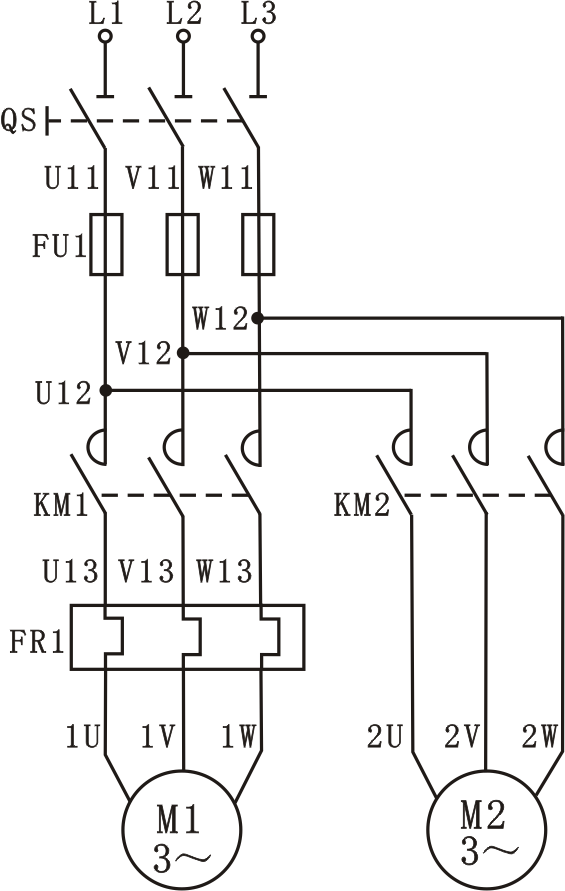 L1 L2 L3
QS
U11 V11 W11
FU1
W12
V12
U12
KM1 KM2
U13 V13 W13
FR1
1U 1V 1W 2U 2V 2W
M1 M2
3~ 3~